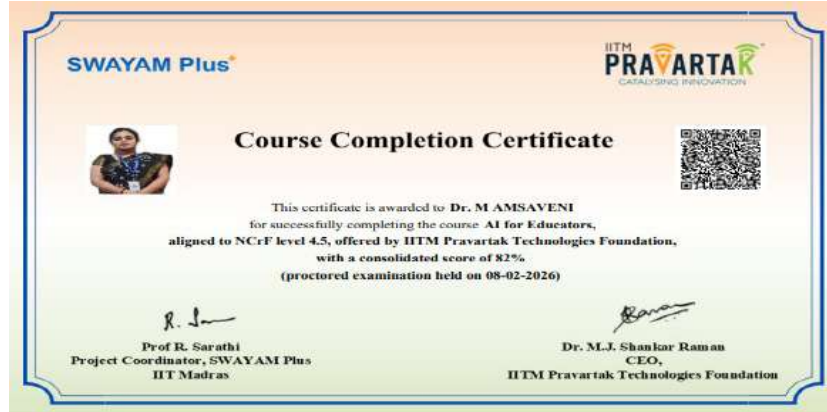 SWAYAM Plus
IITM
PRAVARTAK
CATALYSING INNOVATION
Course Completion Certificate
This certificate is awarded to Dr. M AMSAVENI
for successfully completing the course AI for Educators,
aligned to NCrF level 4.5, offered by IITM Pravartak Technologies Foundation,
with a consolidated score of 82%
(proctored examination held on 08-02-2026)
R. Sa
Prof R. Sarathi
Project Coordinator, SWAYAM Plus
IIT Madras
Dr. M.J. Shankar Raman
CEO,
IITM Pravartak Technologies Foundation